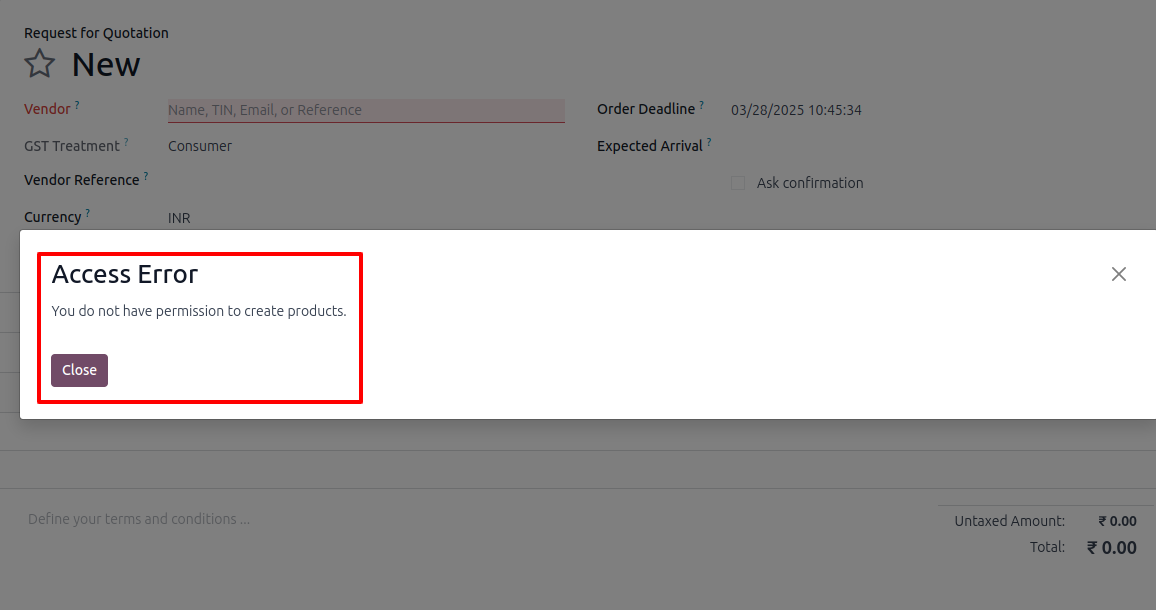 Request for Quotation
New
Vendor ?
Name, TIN, Email, or Reference
Order Deadline ?
03/28/2025 10:45:34
GST Treatment ?
Consumer
Expected Arrival ?
Vendor Reference ?
Ask confirmation
Currency ?
INR
Access Error
You do not have permission to create products.
Close
Define your terms and conditions ...
Untaxed Amount: ₹ 0.00
Total: ₹ 0.00